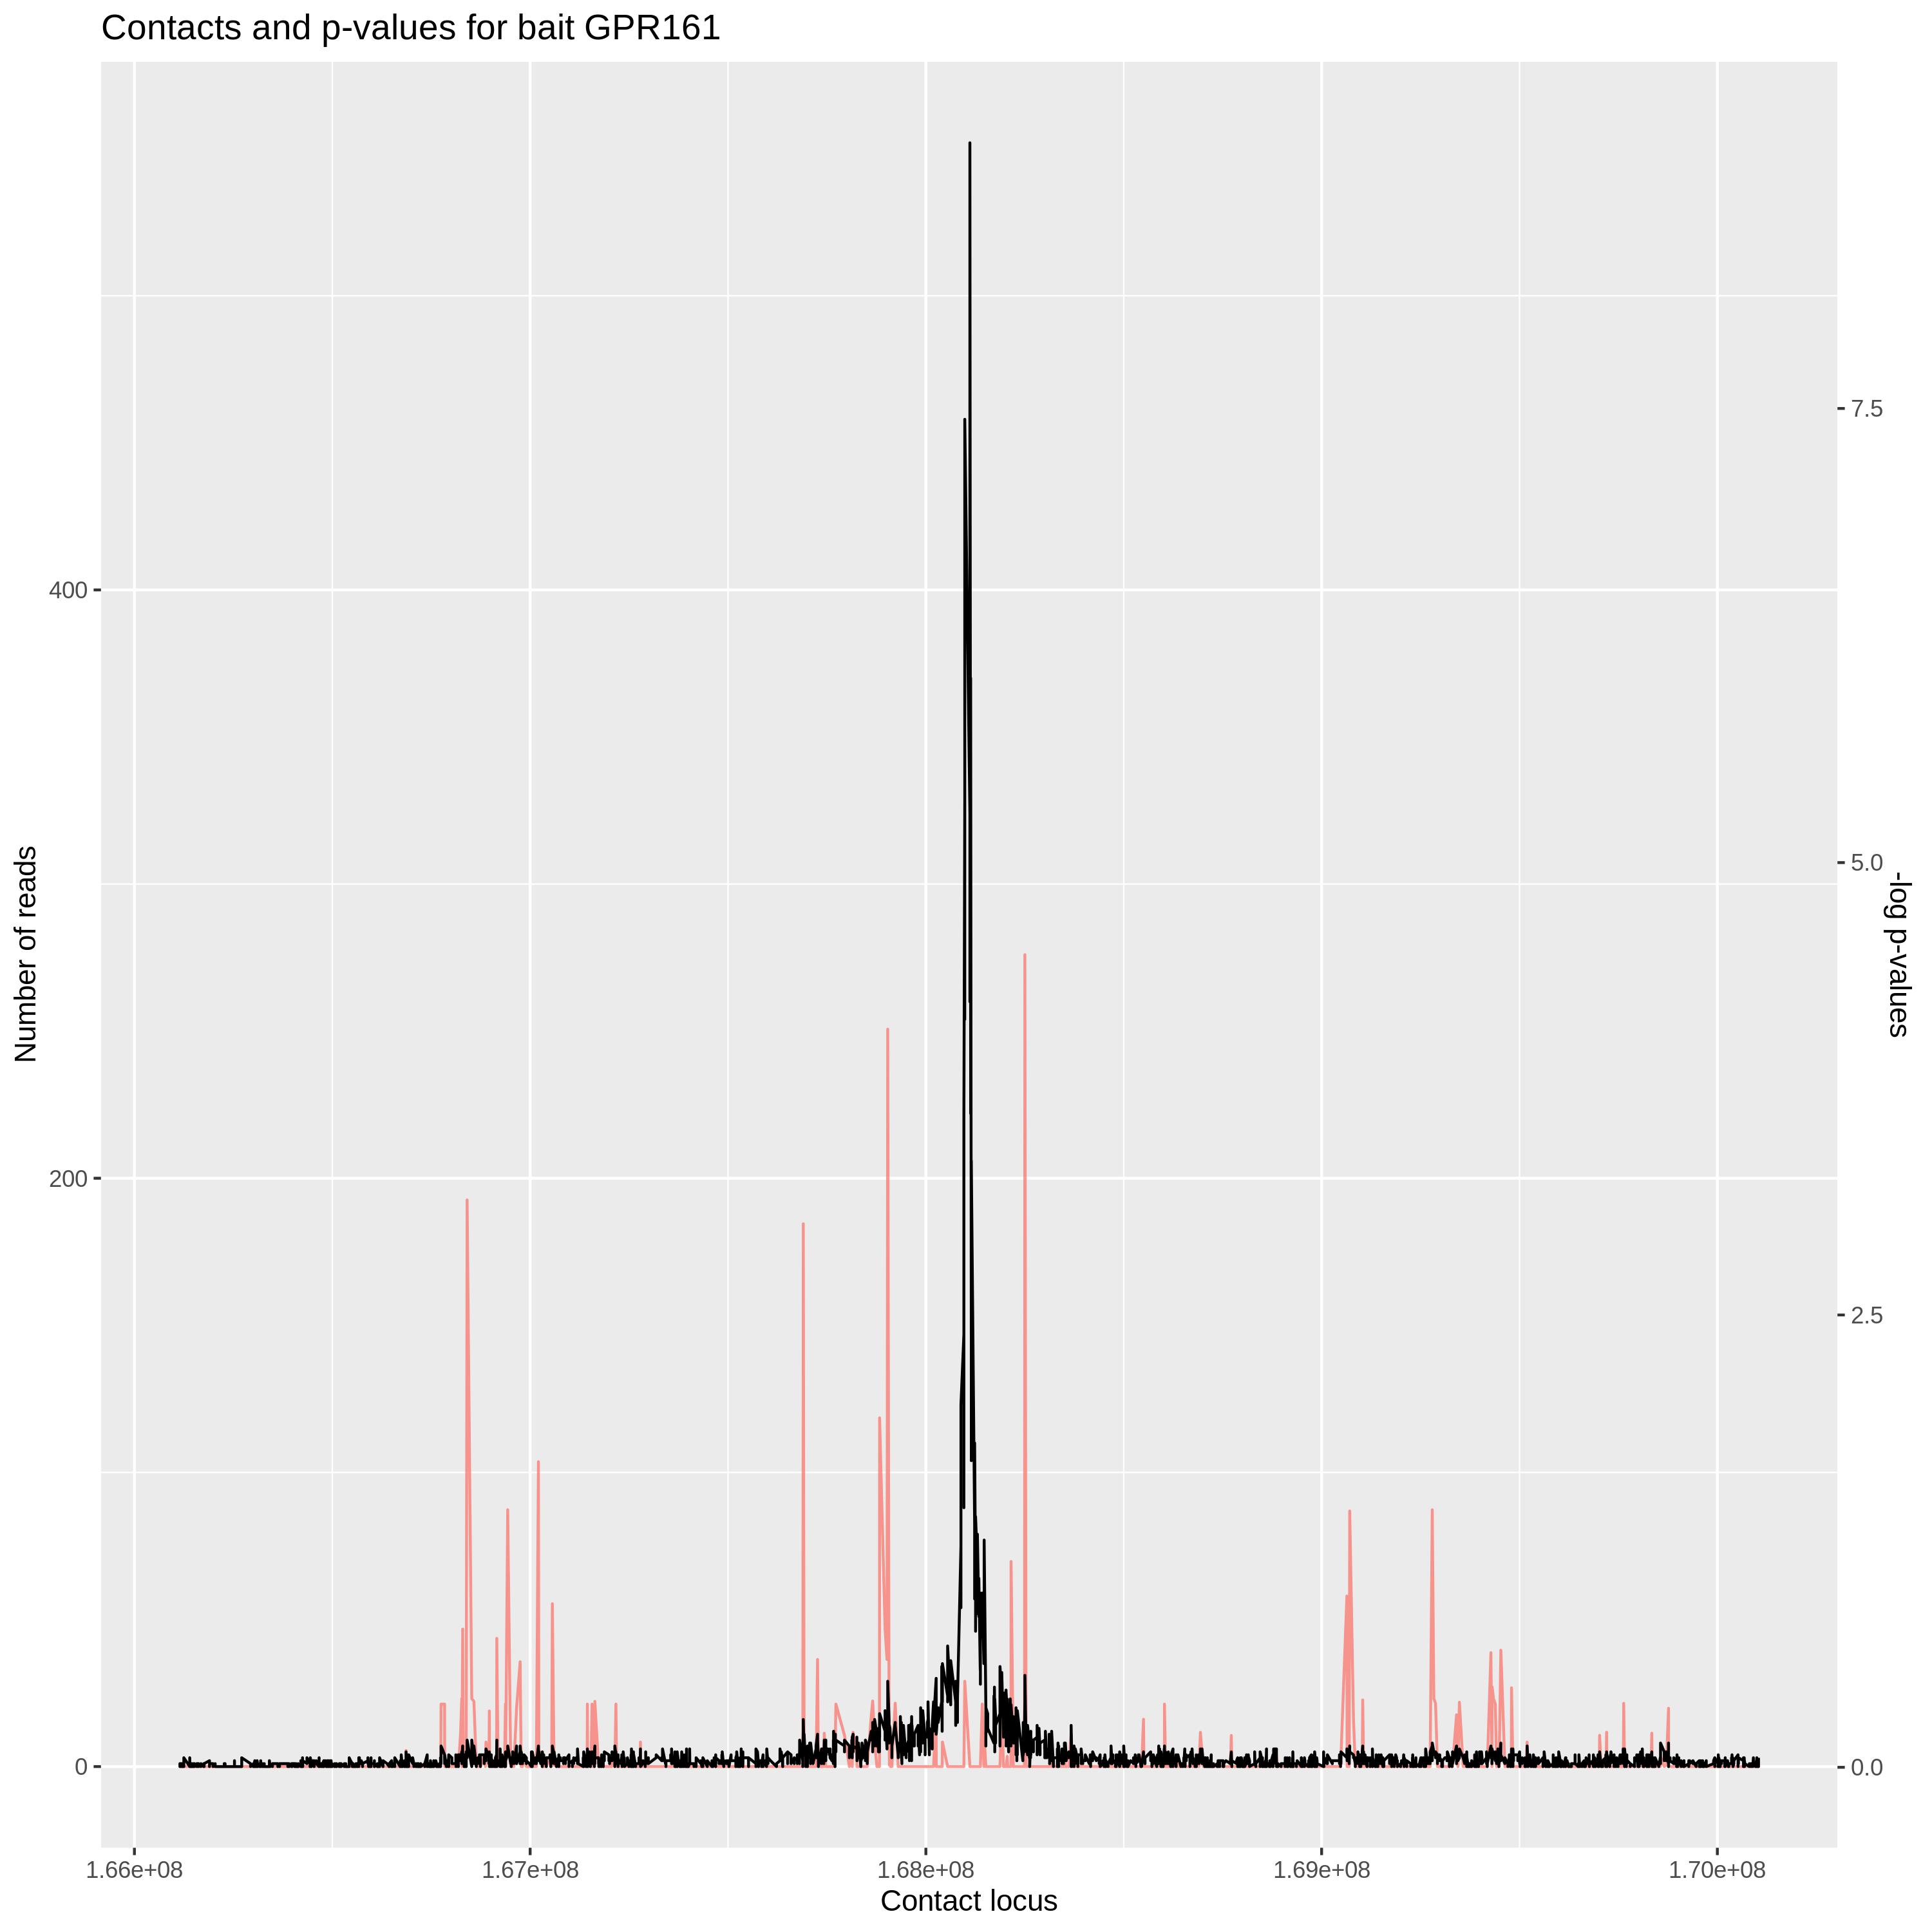 Contacts and p-values for bait GPR161
Number of reads
400
200
0
7.5
5.0
2.5
0.0
-log p-values
1.66e+08
1.67e+08
1.68e+08
1.69e+08
1.70e+08
Contact locus